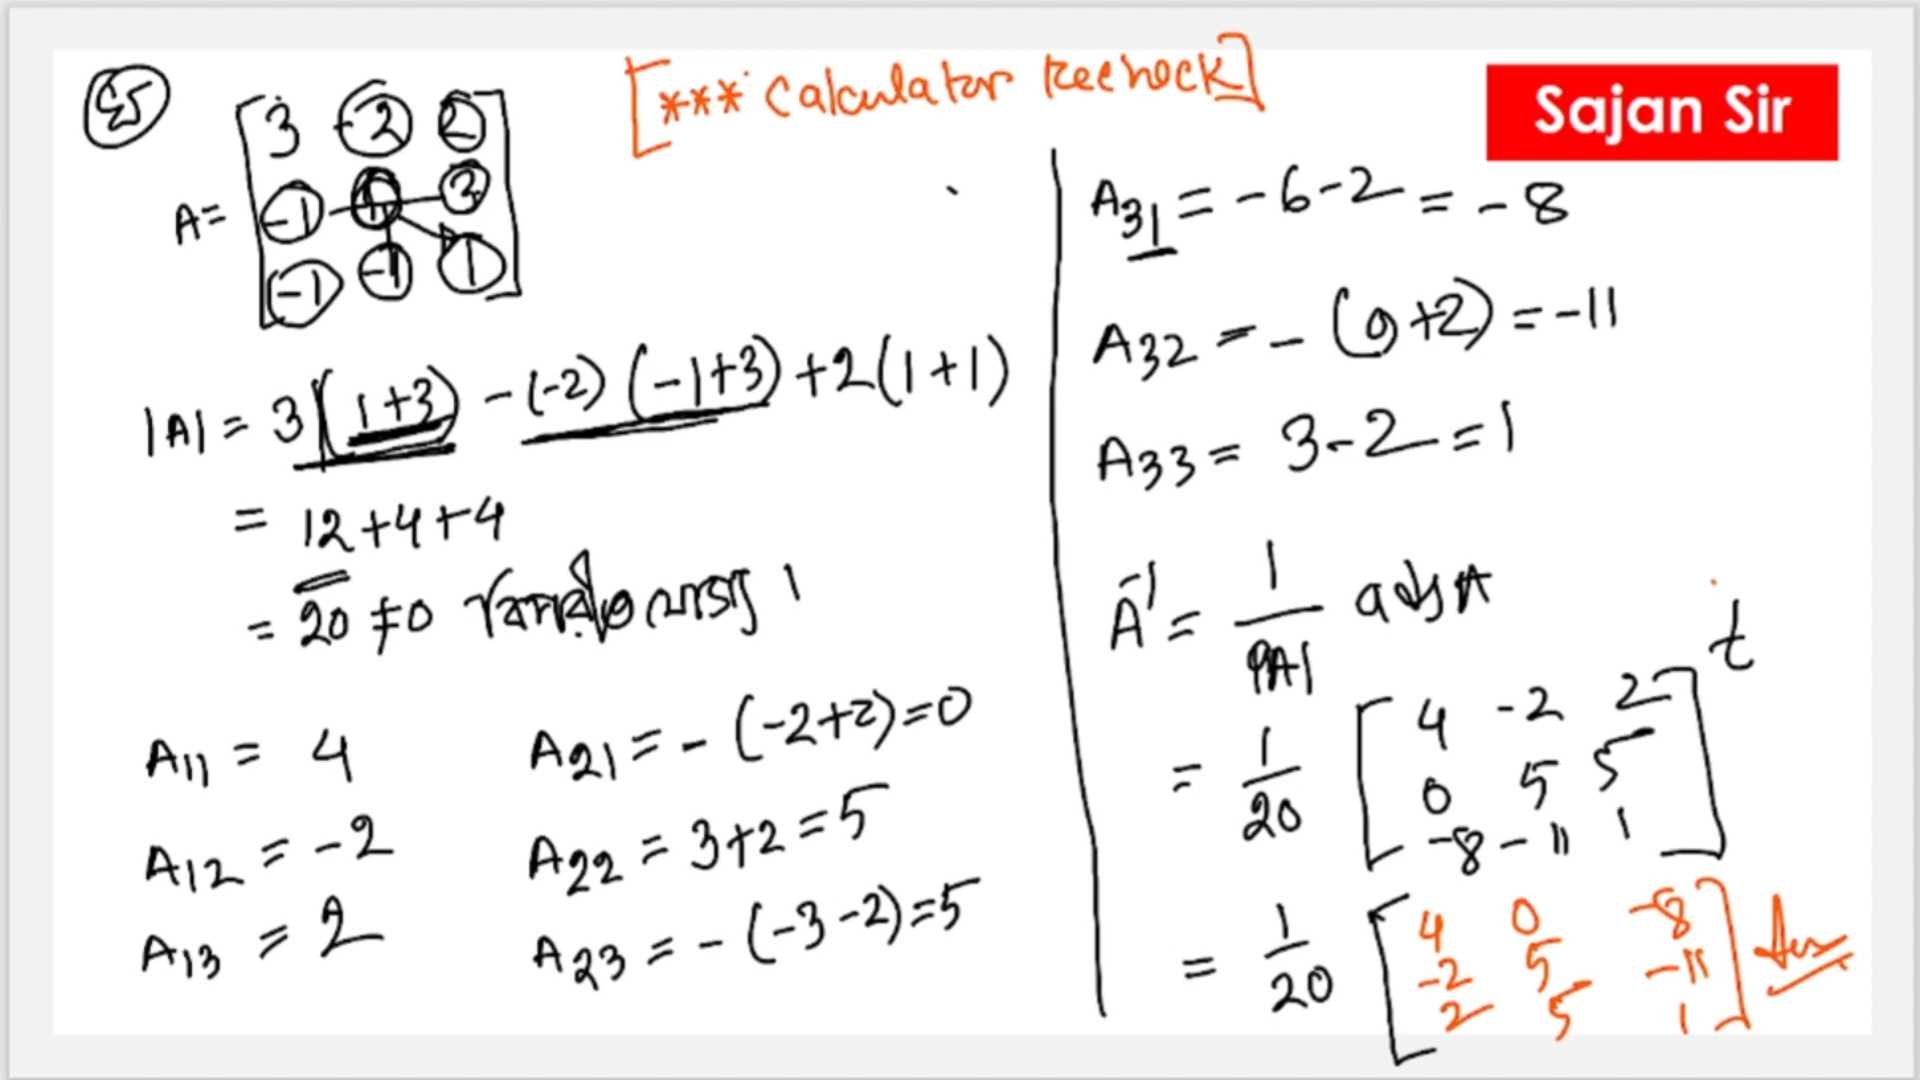 [*** Calculator Recheck]
Sajan Sir
A = [3 -2 2
-1 1 3
-1 -1 1]
|A| = 3(1+3) - (-2) (-1+3) + 2(1+1)
= 12+4+4
= 20 ≠ 0
A11 = 4
A12 = -2
A13 = 2
A21 = - (-2+2) = 0
A22 = 3+2 = 5
A23 = - (-3-2) = 5
A31 = -6-2 = -8
A32 = - (9+2) = -11
A33 = 3-2 = 1
A^-1 = 1/|A| adj A
= 1/20 [4 -2 2
0 5 5
-8 -11 1]^t
= 1/20 [4 0 -8
-2 5 -11
2 5 1] Ans